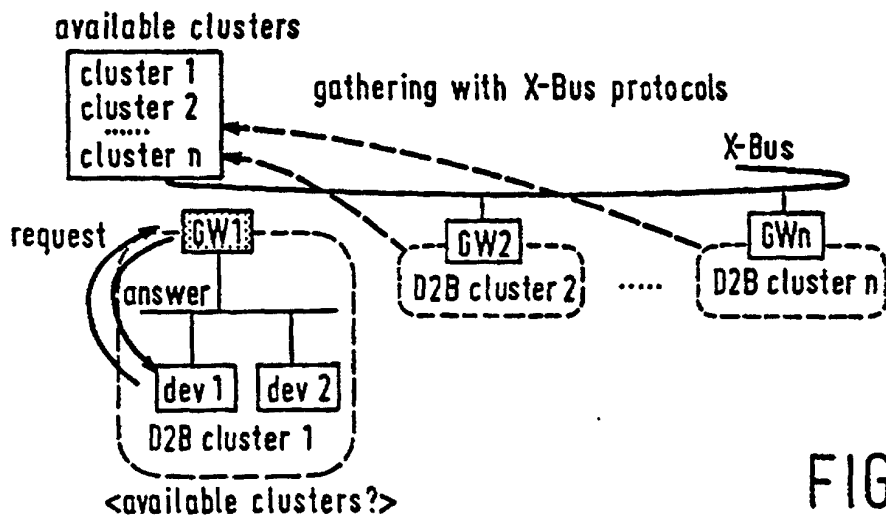 available clusters
cluster 1
cluster 2
......
cluster n
gathering with X-Bus protocols
X-Bus
request
GW1
GW2
GWn
answer
D2B cluster 2
.....
D2B cluster n
dev 1
dev 2
D2B cluster 1
<available clusters?>
FIG